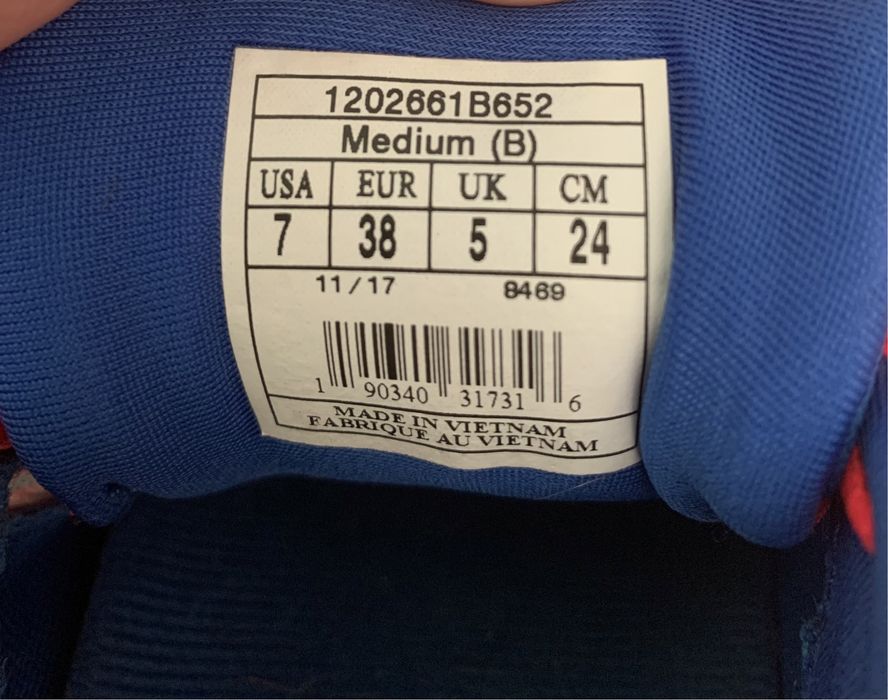 1202661B652
Medium (B)
USA EUR UK CM
7 38 5 24
11/17 8469
1 90340 31731 6
MADE IN VIETNAM
FABRIQUE AU VIETNAM